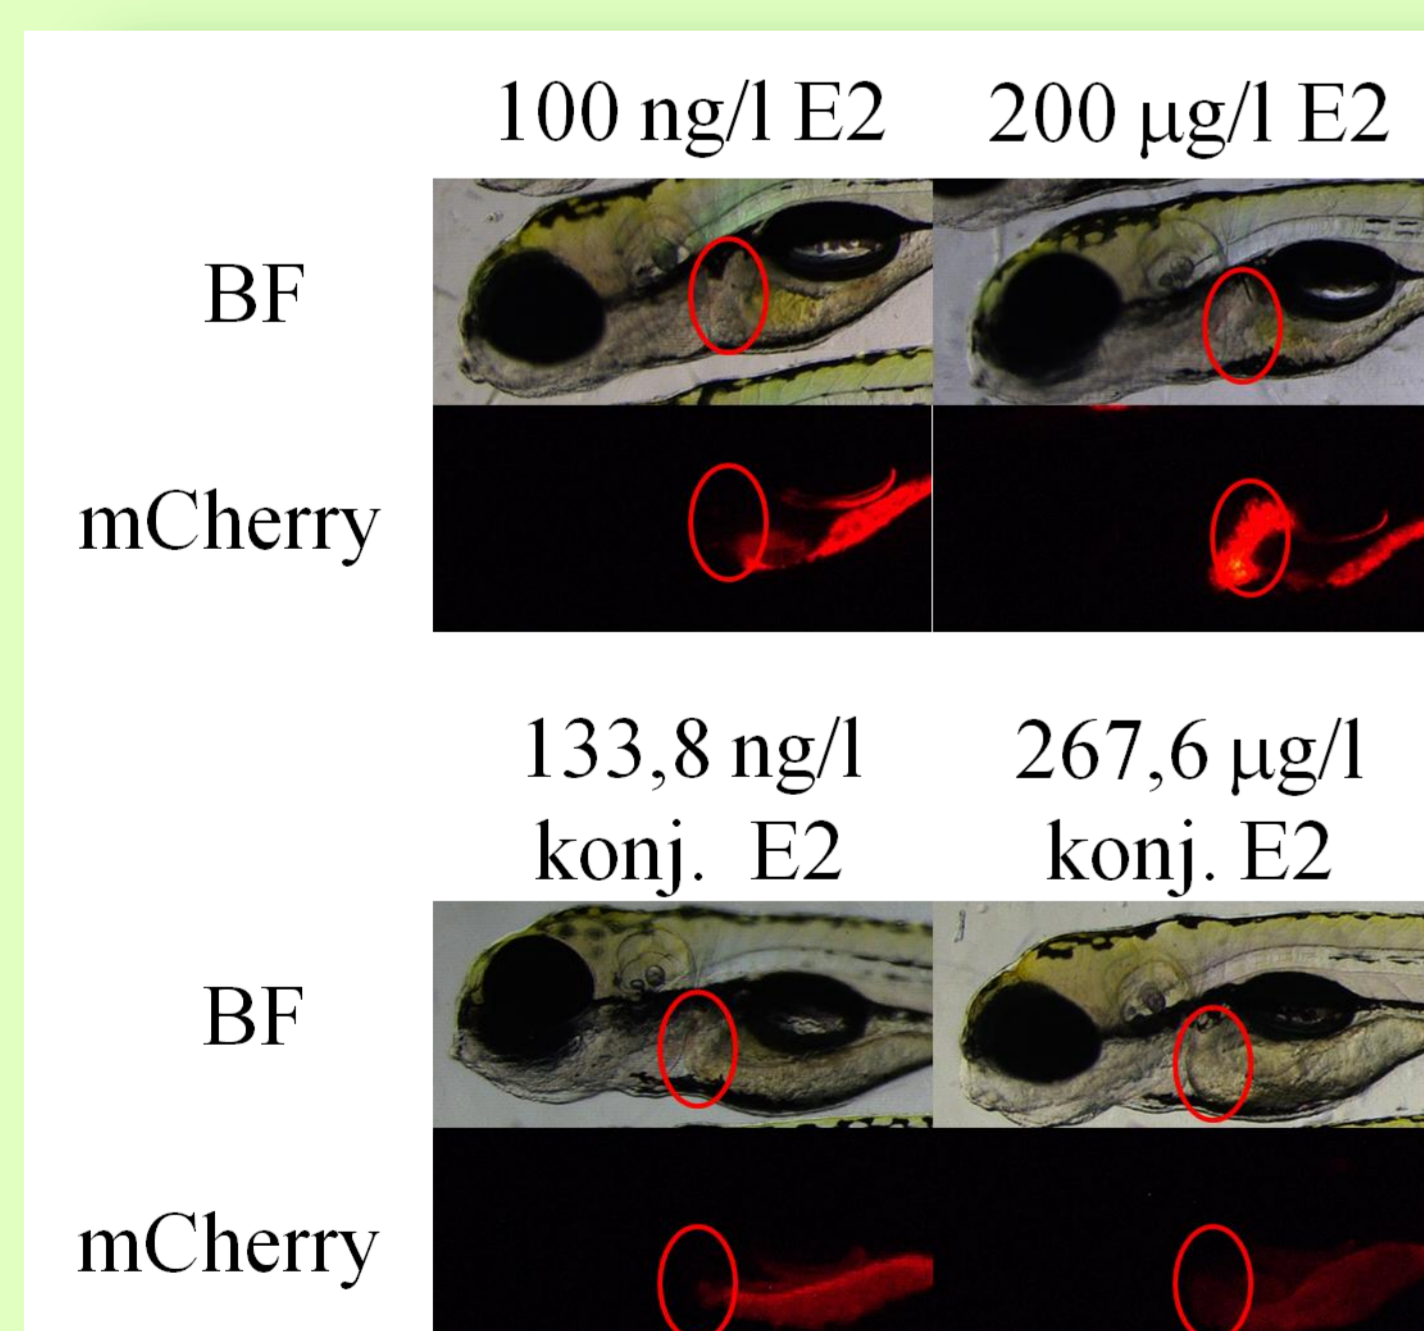 100 ng/l E2 200 µg/l E2
BF
mCherry
133,8 ng/l 267,6 µg/l
konj. E2 konj. E2
BF
mCherry